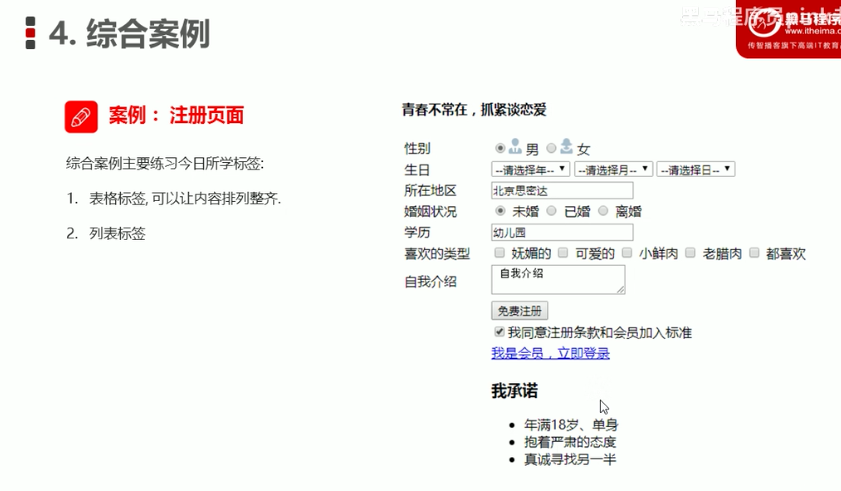 4. 综合案例
www.itheima.c
传智播客旗下高端IT教育
案例： 注册页面
综合案例主要练习今日所学标签:
1. 表格标签, 可以让内容排列整齐.
2. 列表标签
青春不常在，抓紧谈恋爱
性别 男 女
生日 --请选择年-- --请选择月-- --请选择日--
所在地区 北京思密达
婚姻状况 未婚 已婚 离婚
学历 幼儿园
喜欢的类型 妩媚的 可爱的 小鲜肉 老腊肉 都喜欢
自我介绍 自我介绍
免费注册
我同意注册条款和会员加入标准
我是会员，立即登录
我承诺
• 年满18岁、单身
• 抱着严肃的态度
• 真诚寻找另一半